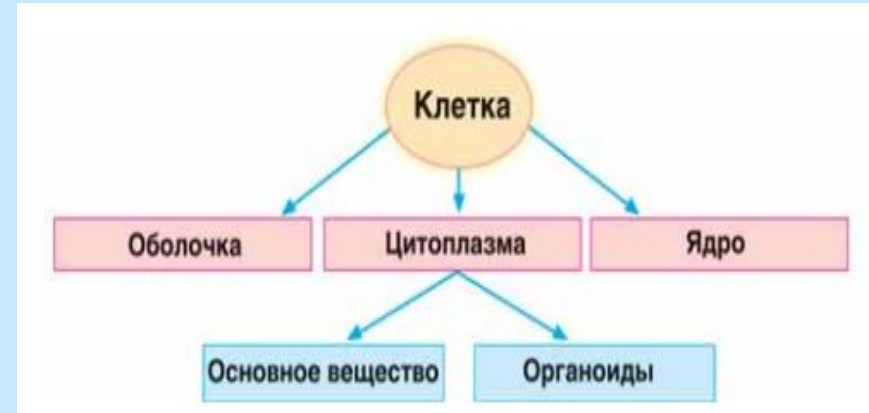 Клетка
Оболочка
Цитоплазма
Ядро
Основное вещество
Органоиды